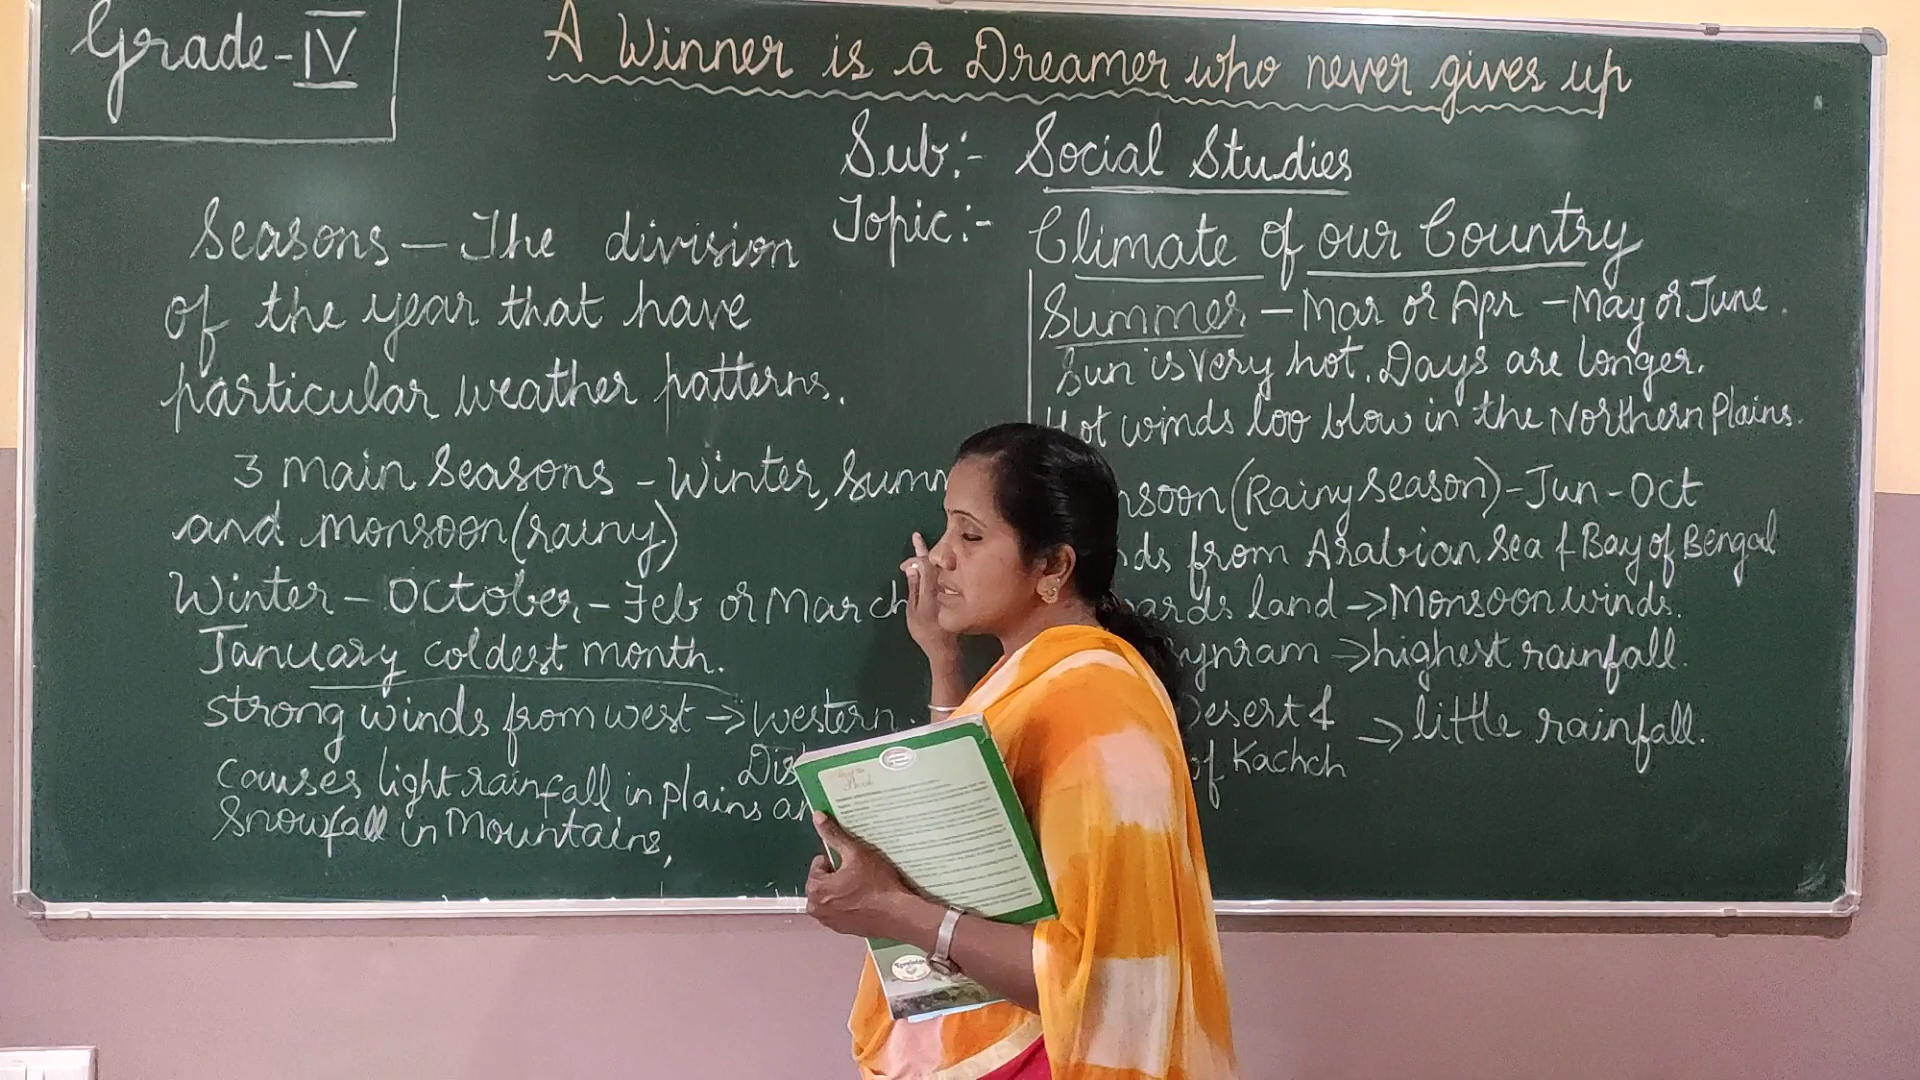 Grade-IV
A Winner is a Dreamer who never gives up
Sub:- Social Studies
Topic:- Climate of our Country
Seasons — The division
of the year that have
particular weather patterns.
3 main seasons - Winter, Summ
and monsoon(rainy)
Winter - October - Feb or March
January coldest month.
strong winds from west → western
Dis
causes light rainfall in plains an
Snowfall in Mountains,
Summer - Mar or Apr - May or June.
Sun is very hot. Days are longer.
Hot winds loo blow in the Northern Plains.
nsoon (Rainy season) - Jun - Oct
nds from Arabian Sea & Bay of Bengal
ards land → Monsoon winds.
ynram → highest rainfall.
Desert &
of Kachch → little rainfall.
Book